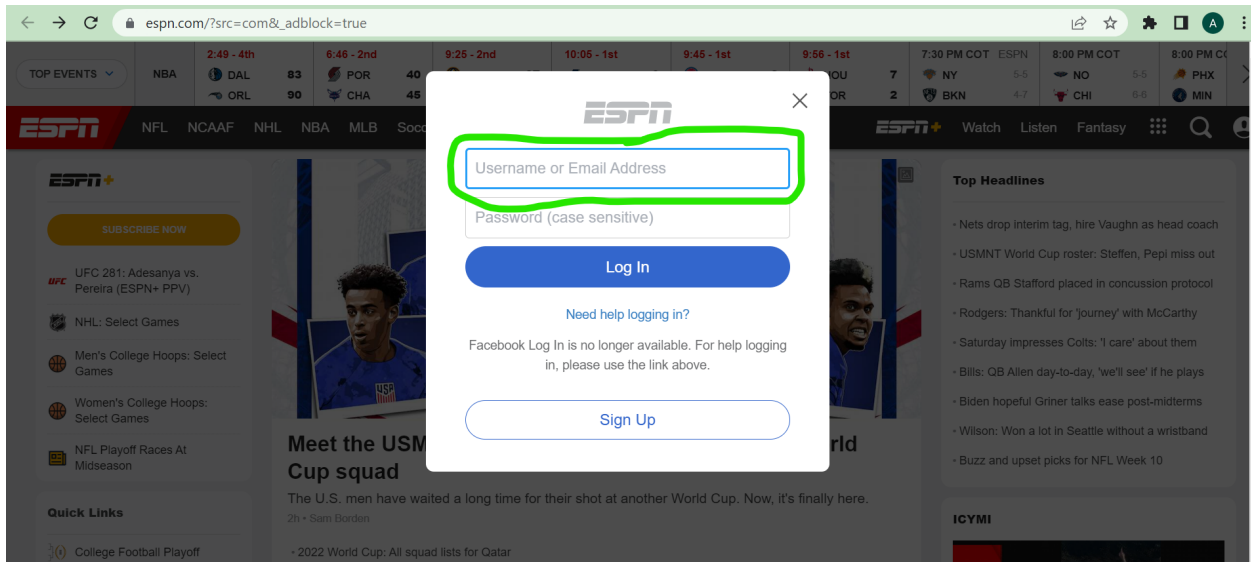 espn.com/?src=com&_adblock=true
A
TOP EVENTS
NBA
2:49 - 4th
DAL 83
ORL 90
6:46 - 2nd
POR 40
CHA 45
9:25 - 2nd
10:05 - 1st
9:45 - 1st
9:56 - 1st
7
2
7:30 PM COT ESPN
NY 5-5
BKN 4-7
8:00 PM COT
NO 5-5
CHI 6-6
8:00 PM
PHX
MIN
ESPN
NFL NCAAF NHL NBA MLB
ESPN+ Watch Listen Fantasy
ESPN+
SUBSCRIBE NOW
UFC
UFC 281: Adesanya vs.
Pereira (ESPN+ PPV)
NHL: Select Games
Men's College Hoops: Select
Games
Women's College Hoops:
Select Games
NFL Playoff Races At
Midseason
Quick Links
College Football Playoff
ESPN
Username or Email Address
Password (case sensitive)
Log In
Need help logging in?
Facebook Log In is no longer available. For help logging
in, please use the link above.
Sign Up
USA
Meet the USM
Cup squad
The U.S. men have waited a long time for their shot at another World Cup. Now, it's finally here.
2h • Sam Borden
• 2022 World Cup: All squad lists for Qatar
Top Headlines
• Nets drop interim tag, hire Vaughn as head coach
• USMNT World Cup roster: Steffen, Pepi miss out
• Rams QB Stafford placed in concussion protocol
• Rodgers: Thankful for 'journey' with McCarthy
• Saturday impresses Colts: 'I care' about them
• Bills: QB Allen day-to-day, 'we'll see' if he plays
• Biden hopeful Griner talks ease post-midterms
• Wilson: Won a lot in Seattle without a wristband
• Buzz and upset picks for NFL Week 10
ICYMI